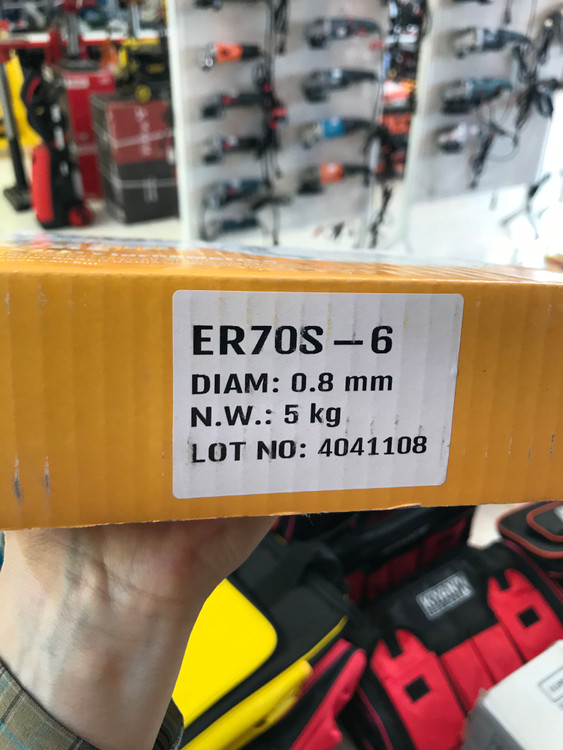 ER70S – 6
DIAM: 0.8 mm
N.W.: 5 kg
LOT NO: 4041108